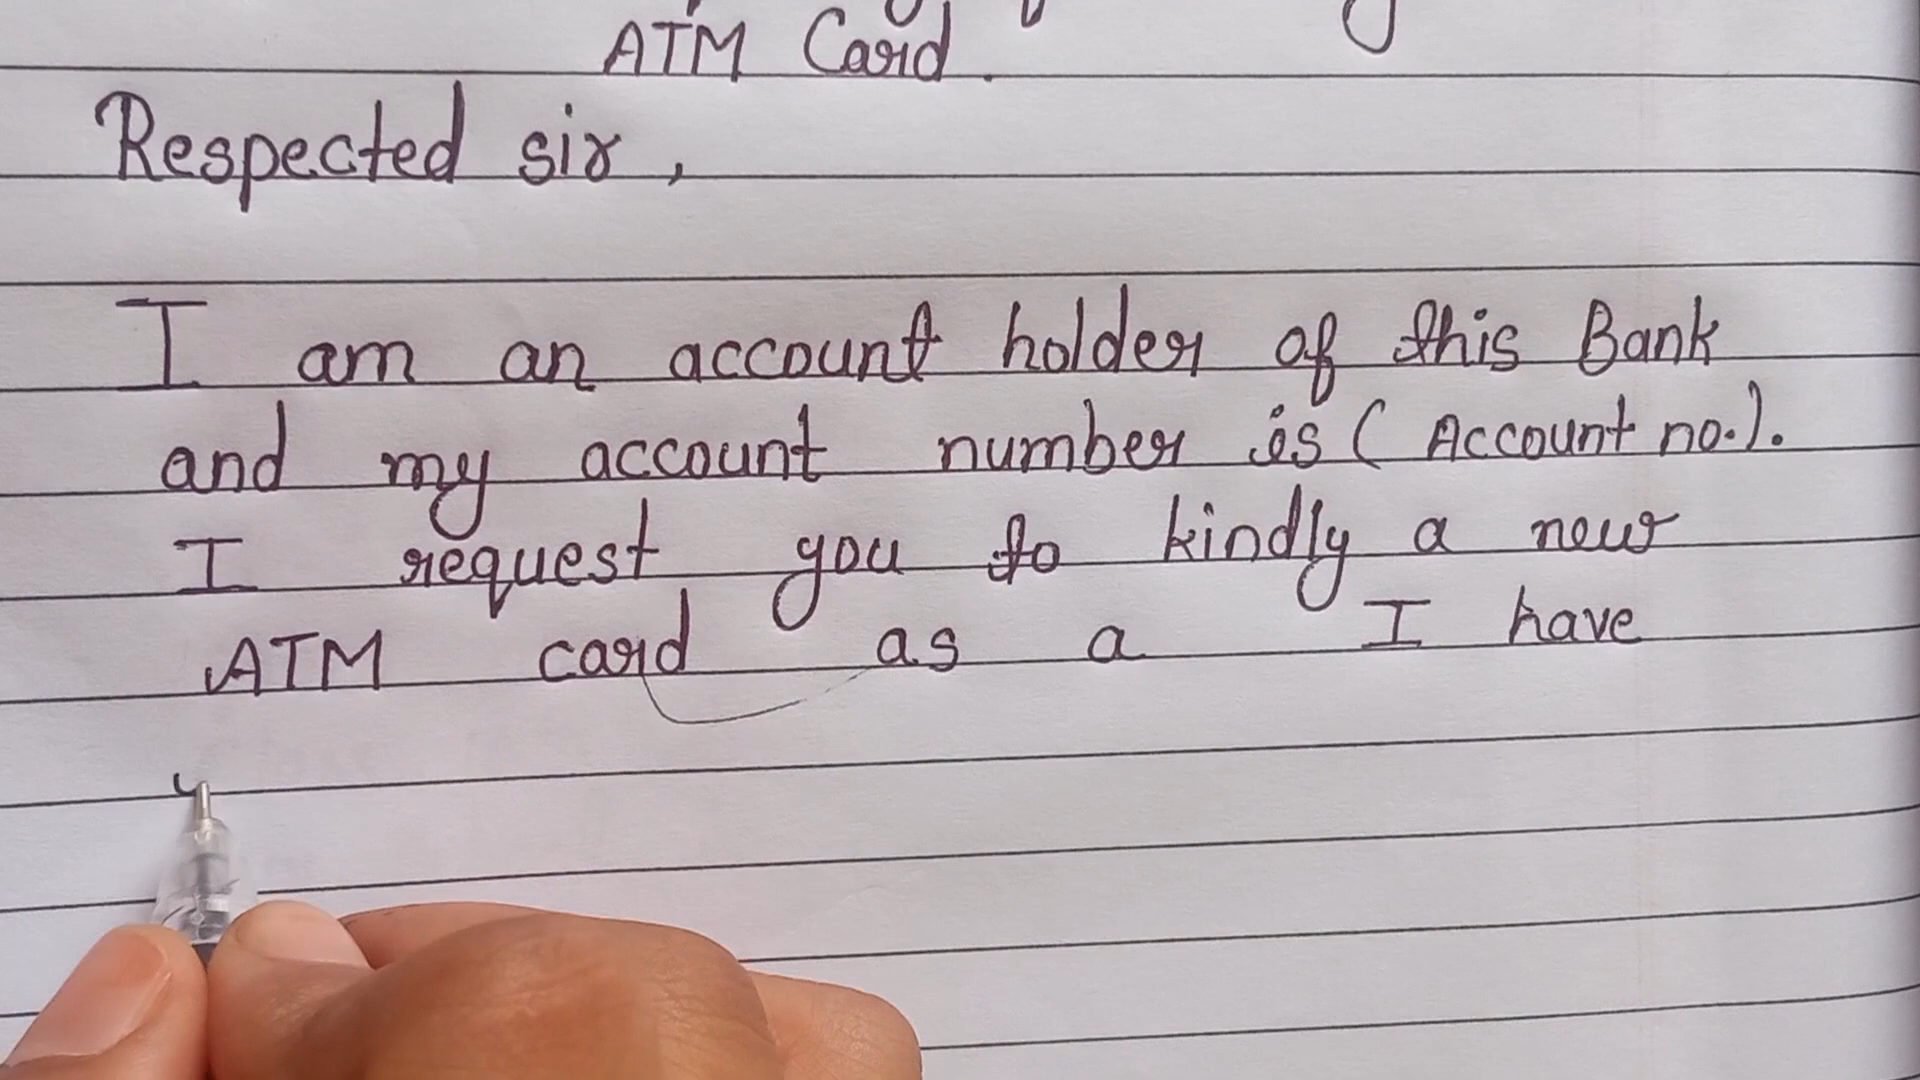 ATM Card.
Respected sir,
I am an account holder of this Bank
and my account number is ( Account no.).
I request you to kindly a new
ATM card as a I have